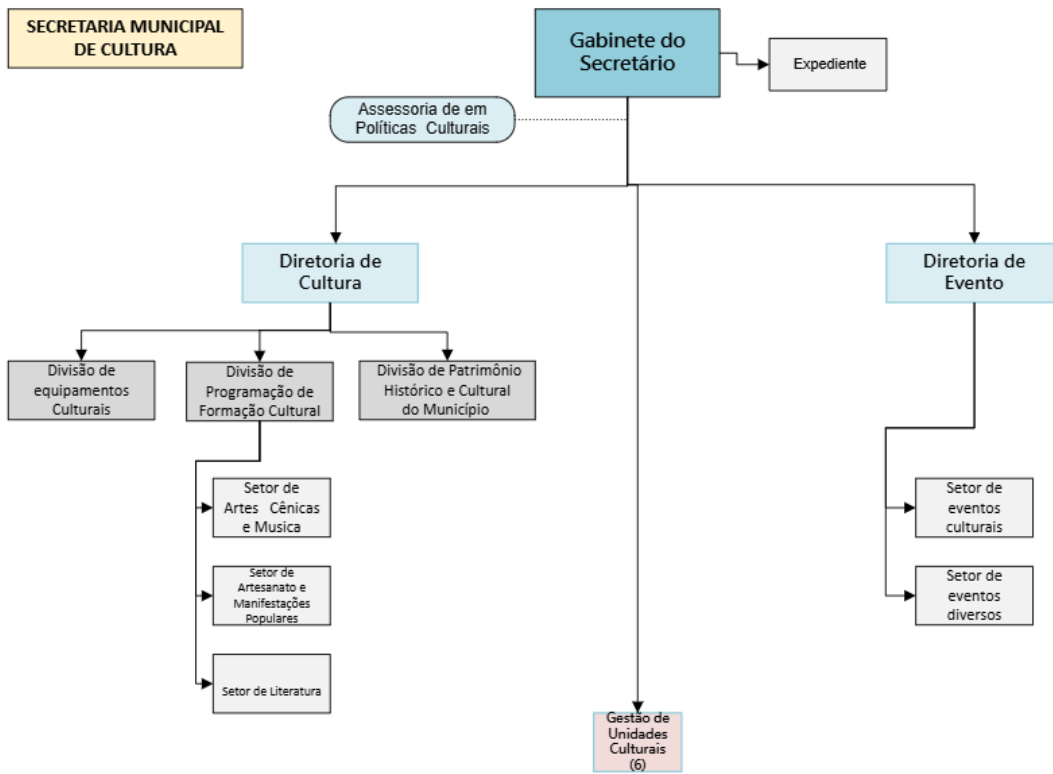 SECRETARIA MUNICIPAL
DE CULTURA
Gabinete do
Secretário
Expediente
Assessoria de em
Políticas Culturais
Diretoria de
Cultura
Diretoria de
Evento
Divisão de
equipamentos
Culturais
Divisão de
Programação de
Formação Cultural
Divisão de Patrimônio
Histórico e Cultural
do Município
Setor de
Artes Cênicas
e Musica
Setor de
Artesanato e
Manifestações
Populares
Setor de Literatura
Setor de
eventos
culturais
Setor de
eventos
diversos
Gestão de
Unidades
Culturais
(6)